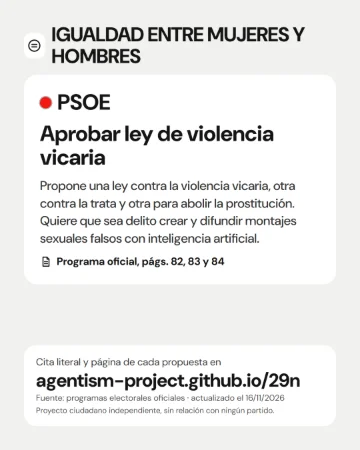 IGUALDAD ENTRE MUJERES Y
HOMBRES
PSOE
Aprobar ley de violencia
vicaria
Propone una ley contra la violencia vicaria, otra
contra la trata y otra para abolir la prostitución.
Quiere que sea delito crear y difundir montajes
sexuales falsos con inteligencia artificial.
Programa oficial, págs. 82, 83 y 84
Cita literal y página de cada propuesta en
agentism-project.github.io/29n
Fuente: programas electorales oficiales · actualizado el 16/11/2026
Proyecto ciudadano independiente, sin relación con ningún partido.